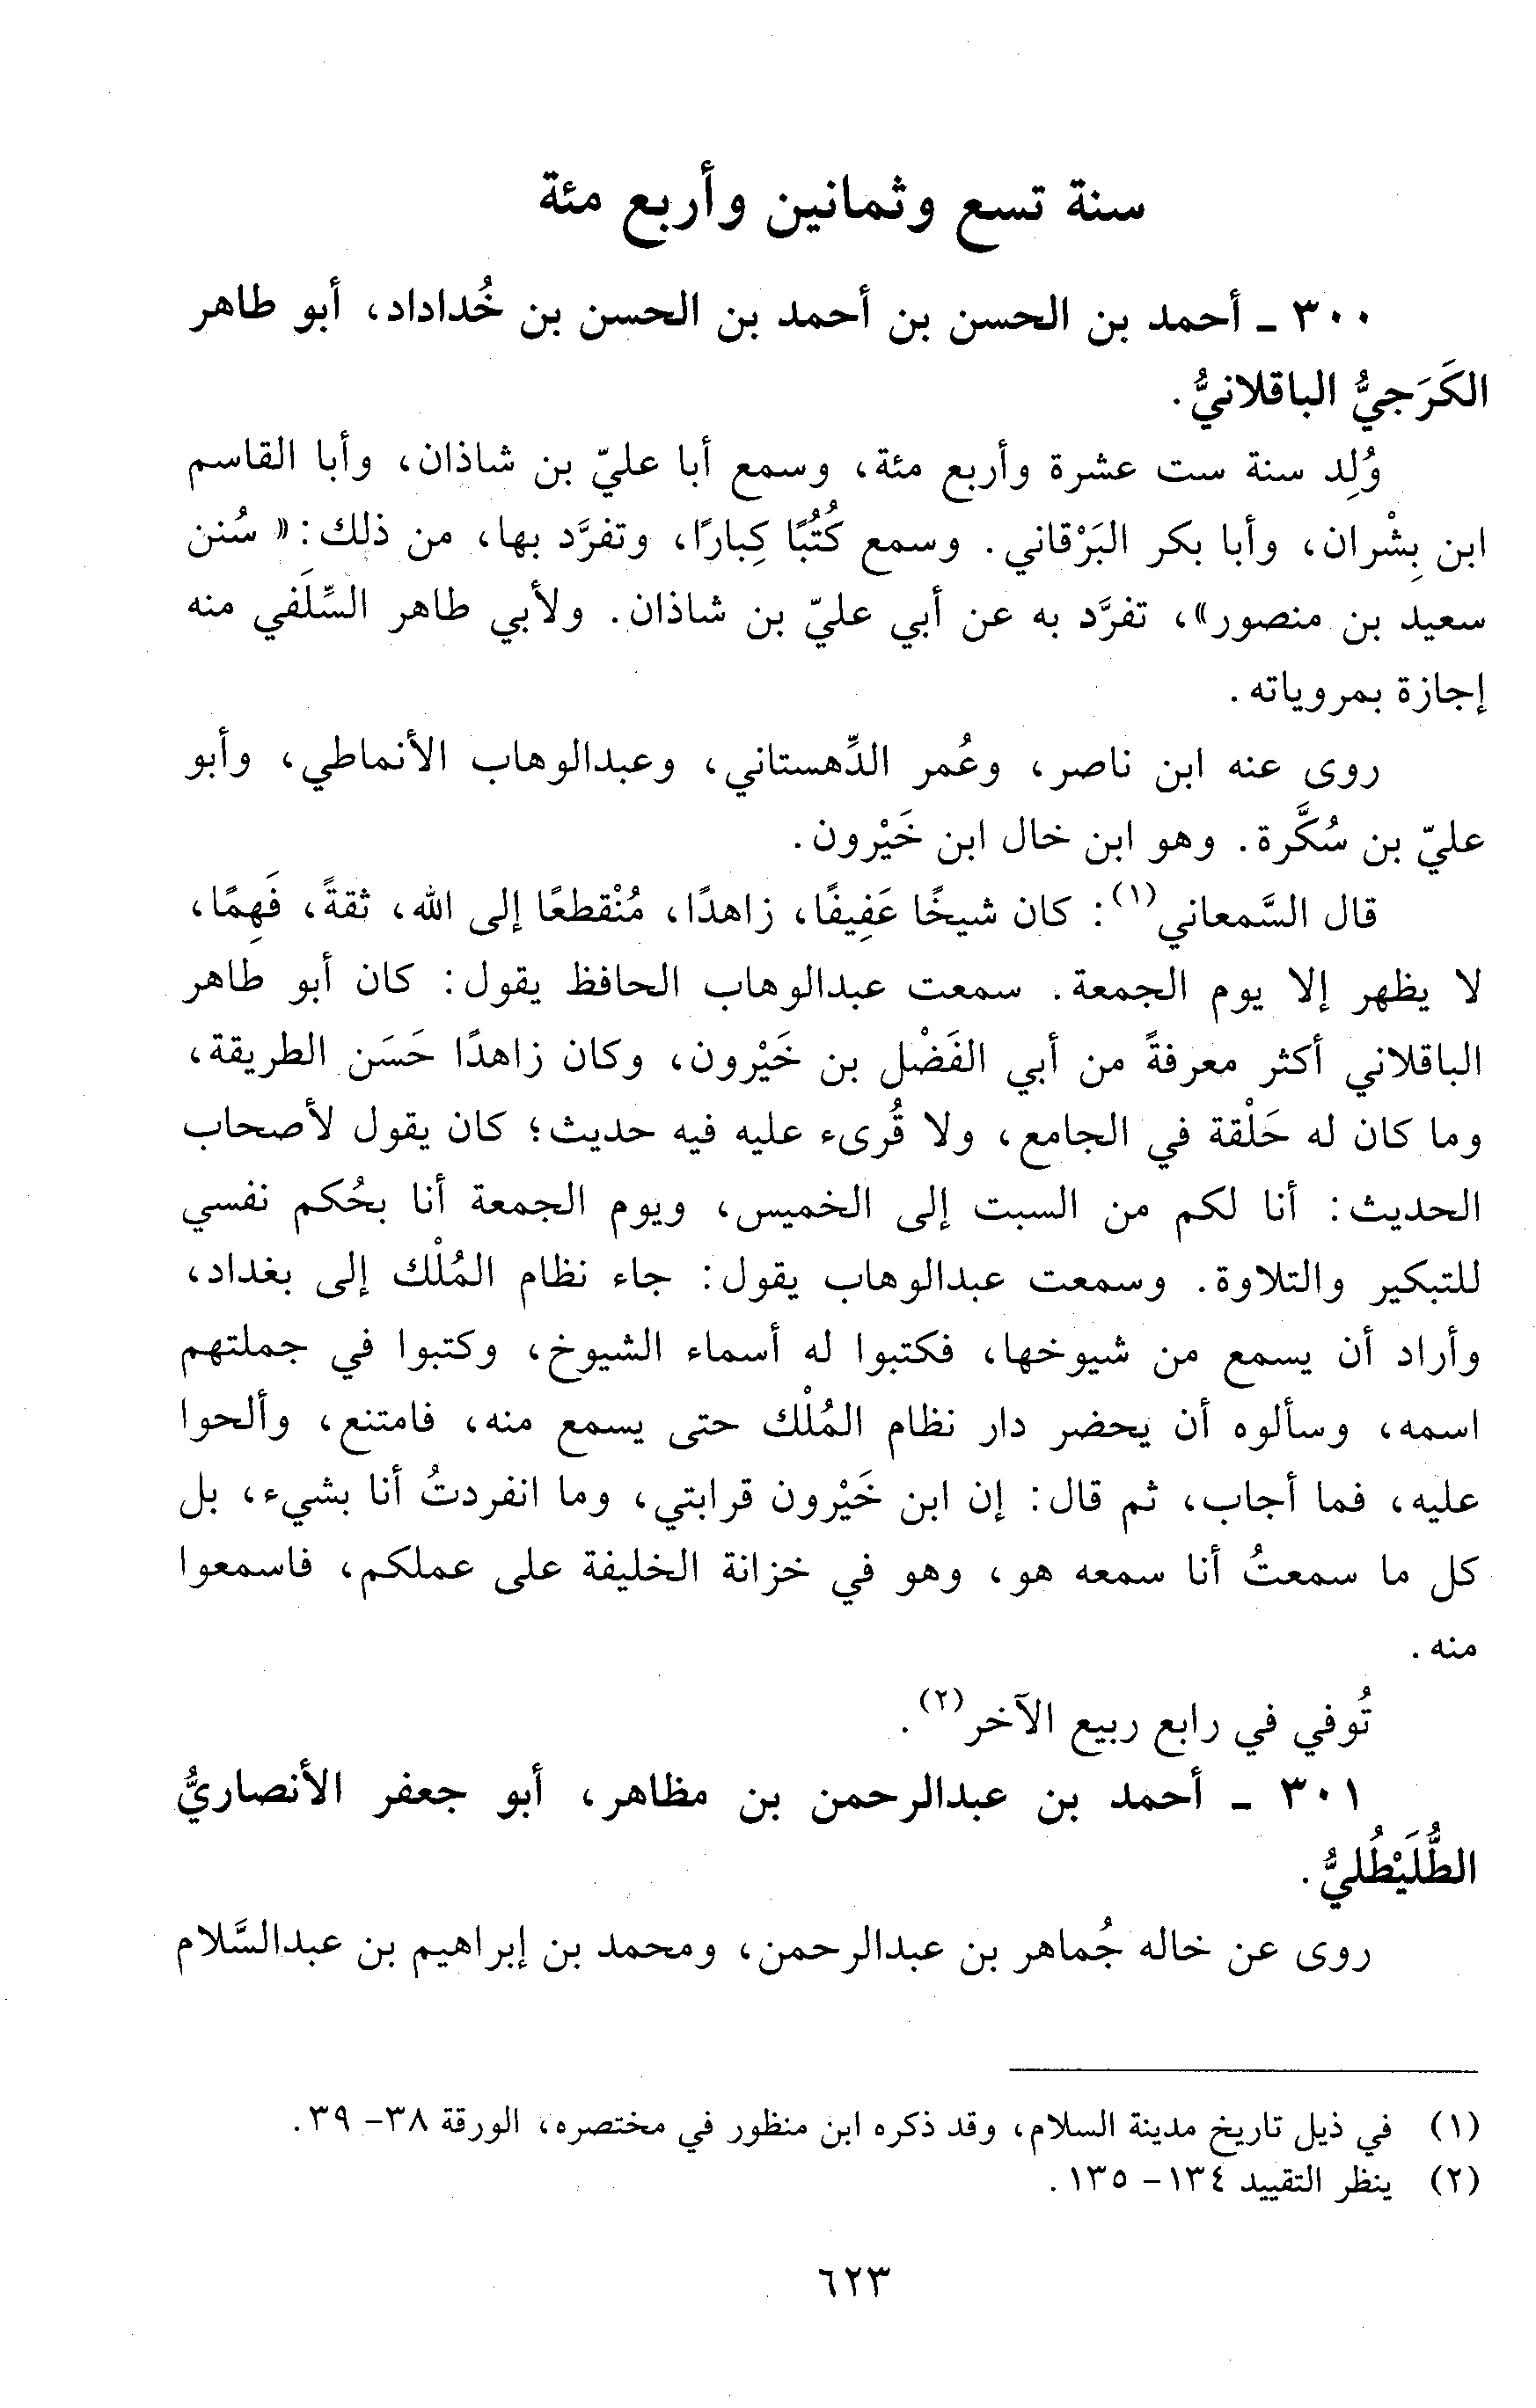 سنة تسع وثمانين وأربع مئة
٣٠٠ ـ أحمد بن الحسن بن أحمد بن الحسن بن خُداداد، أبو طاهر
الكَرَجيُّ الباقلانيُّ.
وُلِد سنة ست عشرة وأربع مئة، وسمع أبا عليّ بن شاذان، وأبا القاسم
ابن بِشْران، وأبا بكر البَرْقاني. وسمع كُتُبًا كِبارًا، وتفرَّد بها، من ذلك: «سُنن
سعيد بن منصور»، تفرَّد به عن أبي عليّ بن شاذان. ولأبي طاهر السِّلَفي منه
إجازة بمروياته.
روى عنه ابن ناصر، وعُمر الدِّهستاني، وعبدالوهاب الأنماطي، وأبو
عليّ بن سُكَّرة. وهو ابن خال ابن خَيْرون.
قال السَّمعاني(١): كان شيخًا عَفِيفًا، زاهدًا، مُنْقطعًا إلى الله، ثقةً، فَهِمًا،
لا يظهر إلا يوم الجمعة. سمعت عبدالوهاب الحافظ يقول: كان أبو طاهر
الباقلاني أكثر معرفةً من أبي الفَضْل بن خَيْرون، وكان زاهدًا حَسَن الطريقة،
وما كان له حَلْقة في الجامع، ولا قُرىء عليه فيه حديث؛ كان يقول لأصحاب
الحديث: أنا لكم من السبت إلى الخميس، ويوم الجمعة أنا بحُكم نفسي
للتبكير والتلاوة. وسمعت عبدالوهاب يقول: جاء نظام المُلْك إلى بغداد،
وأراد أن يسمع من شيوخها، فكتبوا له أسماء الشيوخ، وكتبوا في جملتهم
اسمه، وسألوه أن يحضر دار نظام المُلْك حتى يسمع منه، فامتنع، وألحوا
عليه، فما أجاب، ثم قال: إن ابن خَيْرون قرابتي، وما انفردتُ أنا بشيء، بل
كل ما سمعتُ أنا سمعه هو، وهو في خزانة الخليفة على عملكم، فاسمعوا
منه.
تُوفي في رابع ربيع الآخر(٢).
٣٠١ ـ أحمد بن عبدالرحمن بن مظاهر، أبو جعفر الأنصاريُّ
الطُّلَيْطُليُّ.
روى عن خاله جُماهر بن عبدالرحمن، ومحمد بن إبراهيم بن عبدالسَّلام
(١) في ذيل تاريخ مدينة السلام، وقد ذكره ابن منظور في مختصره، الورقة ٣٨- ٣٩.
(٢) ينظر التقييد ١٣٤- ١٣٥.
٦٢٣